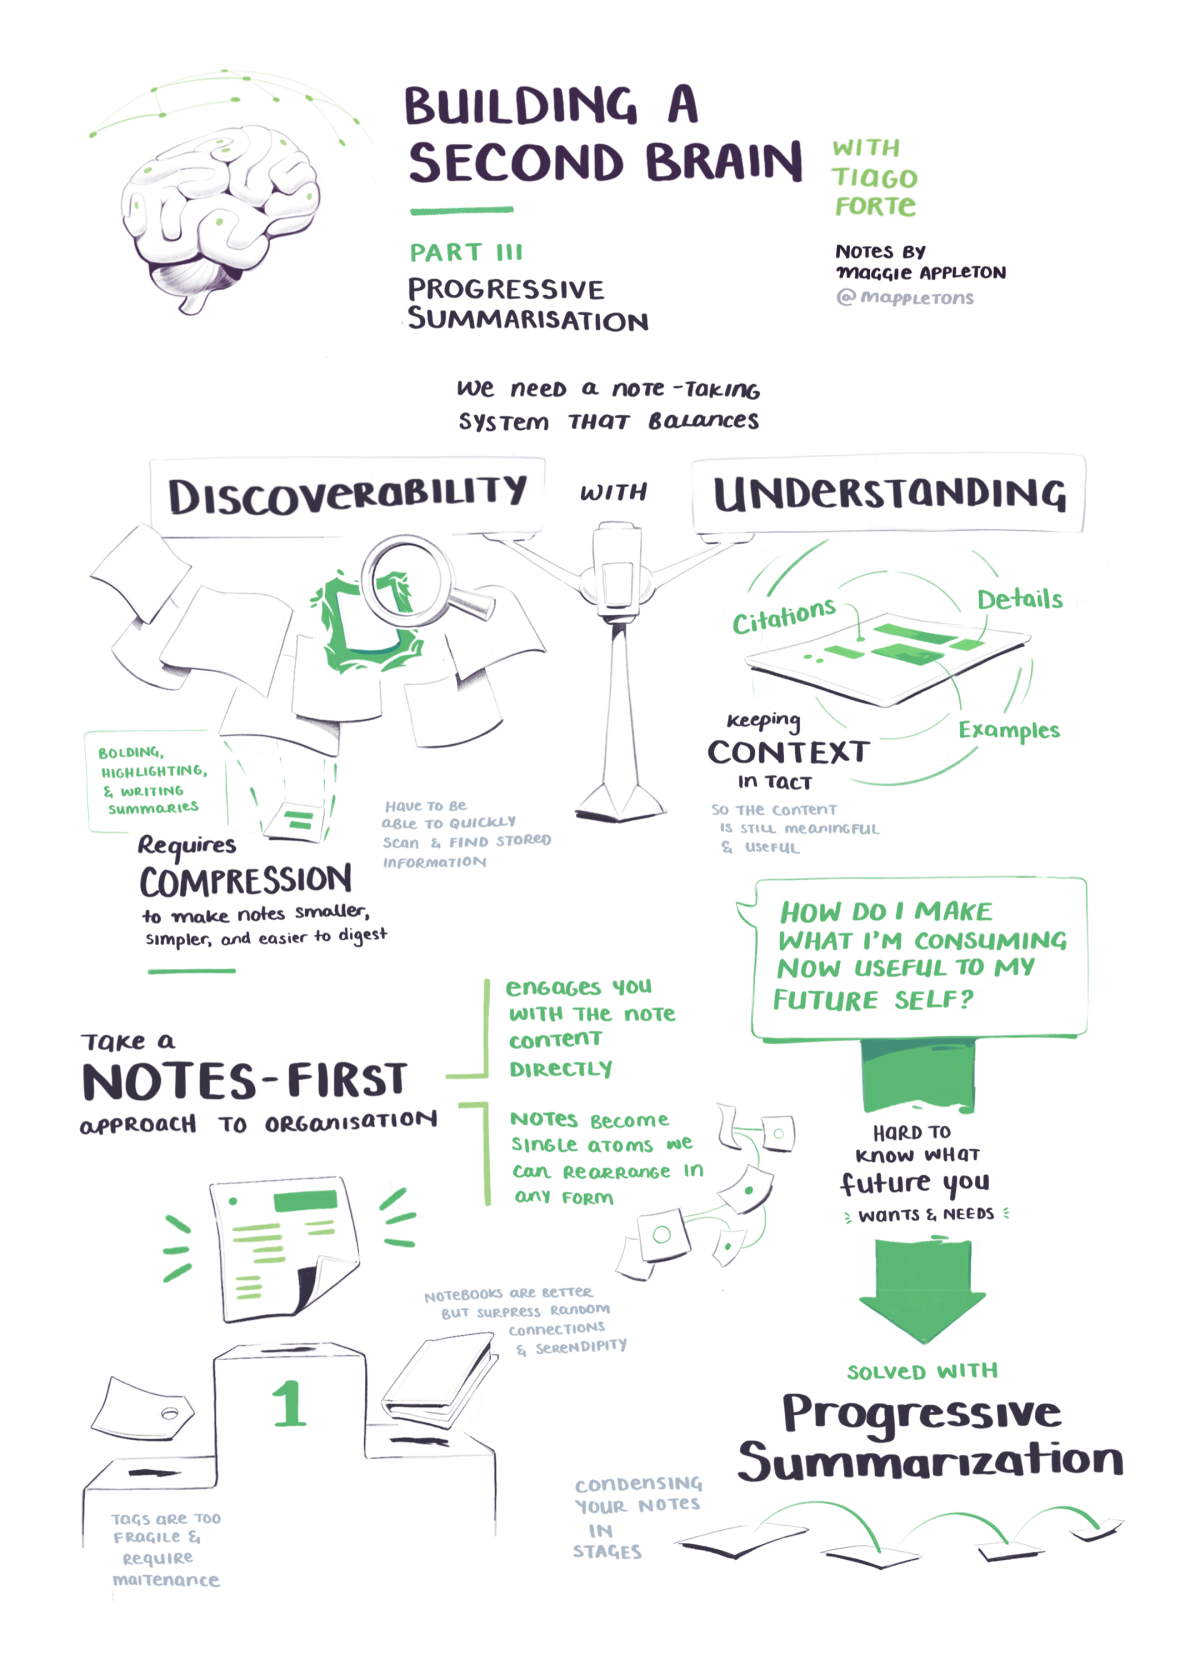 BUILDING A
SECOND BRAIN
WITH
TIAGO
FORTE
PART III
PROGRESSIVE
SUMMARISATION
NOTES BY
MAGGIE APPLETON
@MAPPLETONS
WE NEED A NOTE-TAKING
SYSTEM THAT BALANCES
DISCOVERABILITY
WITH
UNDERSTANDING
Citations
Details
Examples
BOLDING,
HIGHLIGHTING,
& WRITING
SUMMARIES
Requires
COMPRESSION
to make notes smaller,
simpler, and easier to digest
HAVE TO BE
ABLE TO QUICKLY
SCAN & FIND STORED
INFORMATION
keeping
CONTEXT
IN TACT
SO THE CONTENT
IS STILL MEANINGFUL
& USEFUL
HOW DO I MAKE
WHAT I'M CONSUMING
NOW USEFUL TO MY
FUTURE SELF?
TAKE A
NOTES-FIRST
APPROACH TO ORGANISATION
ENGAGES YOU
WITH THE NOTE
CONTENT
DIRECTLY
NOTES BECOME
SINGLE ATOMS WE
CAN REARRANGE IN
ANY FORM
HARD TO
KNOW WHAT
future you
WANTS & NEEDS
NOTEBOOKS ARE BETTER
BUT SURPRESS RANDOM
CONNECTIONS
& SERENDIPITY
1
TAGS ARE TOO
FRAGILE &
REQUIRE
MAITENANCE
SOLVED WITH
Progressive
Summarization
CONDENSING
YOUR NOTES
IN
STAGES